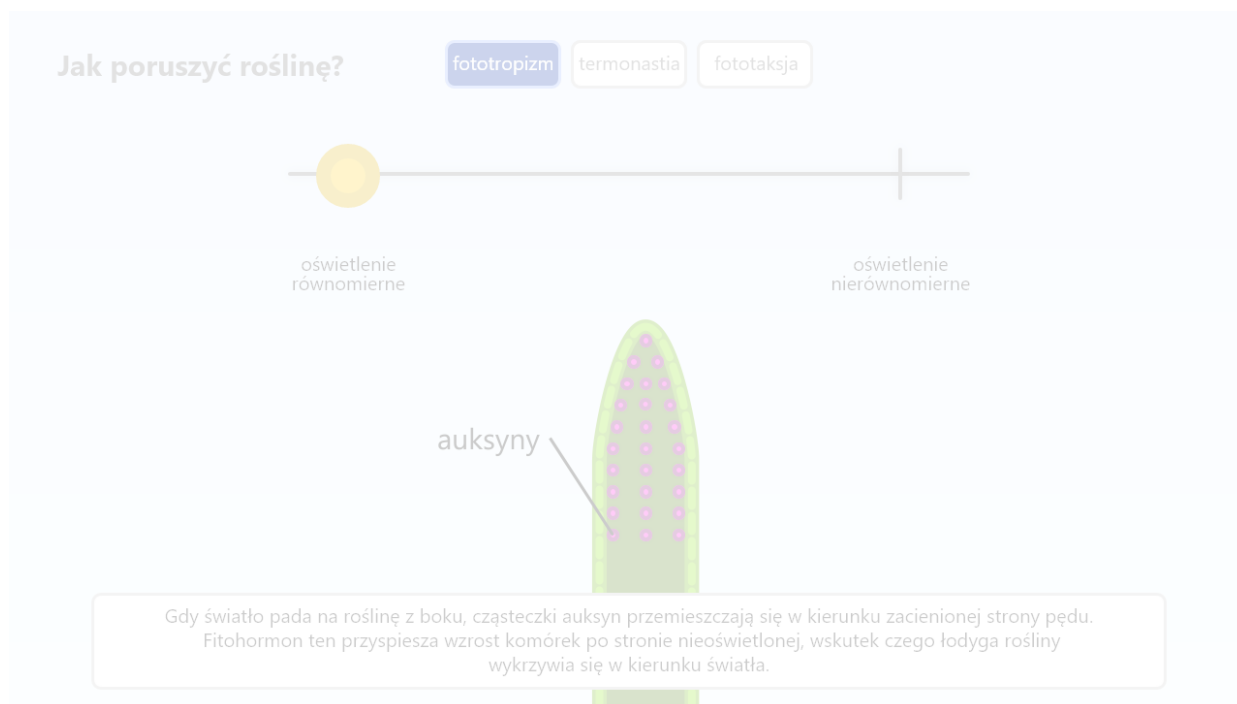 Jak poruszyć roślinę?
fototropizm
termonastia
fototaksja
oświetlenie
równomierne
oświetlenie
nierównomierne
auksyny
Gdy światło pada na roślinę z boku, cząsteczki auksyn przemieszczają się w kierunku zacienionej strony pędu.
Fitohormon ten przyspiesza wzrost komórek po stronie nieoświetlonej, wskutek czego łodyga rośliny
wykrzywia się w kierunku światła.